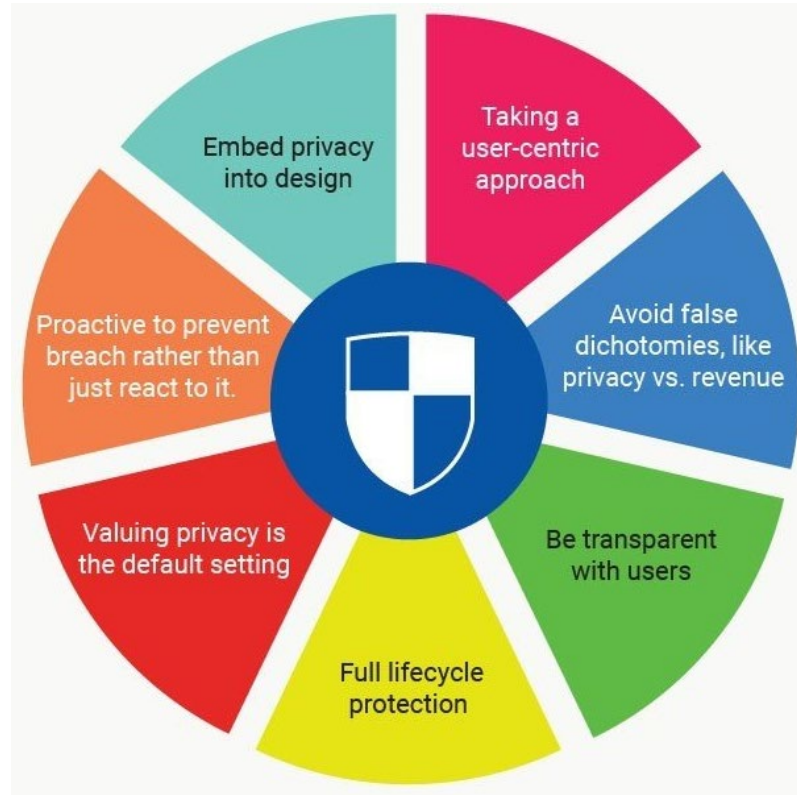 Embed privacy
into design
Taking a
user-centric
approach
Avoid false
dichotomies, like
privacy vs. revenue
Be transparent
with users
Full lifecycle
protection
Valuing privacy is
the default setting
Proactive to prevent
breach rather than
just react to it.